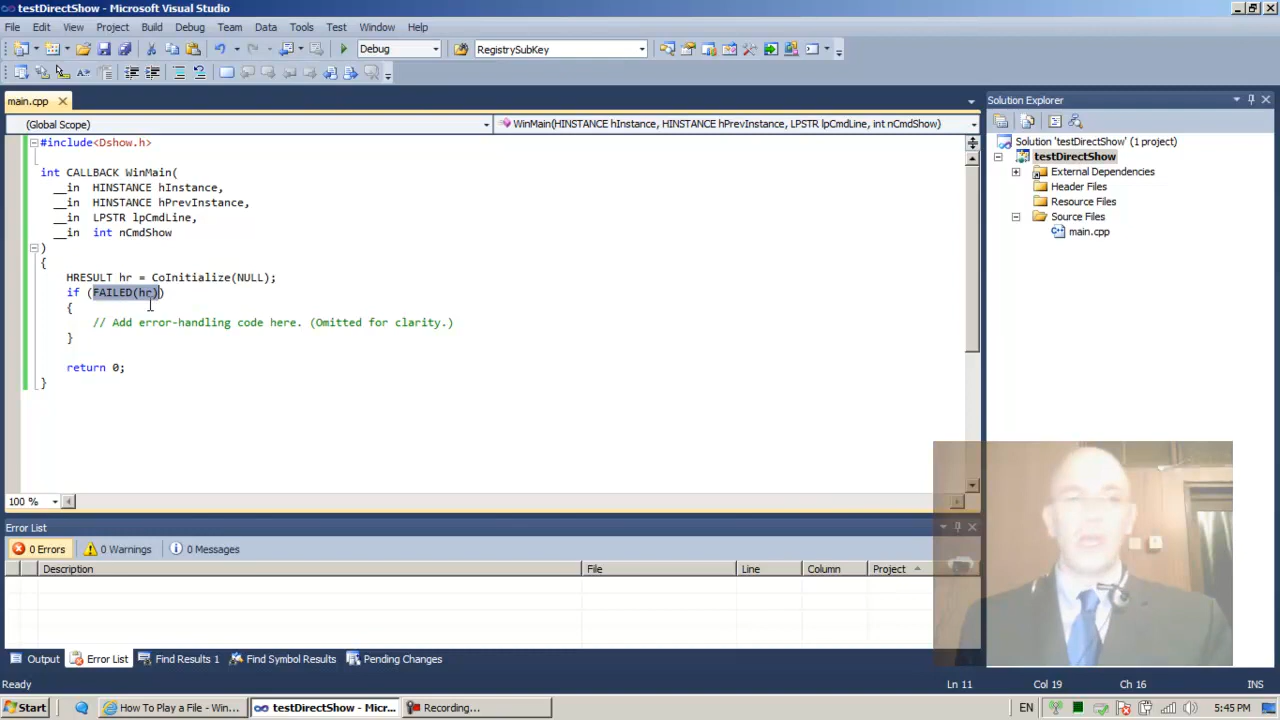 testDirectShow - Microsoft Visual Studio
File Edit View Project Build Debug Team Data Tools Test Window Help
Debug RegistrySubKey
main.cpp
Solution Explorer
(Global Scope) WinMain(HINSTANCE hInstance, HINSTANCE hPrevInstance, LPSTR lpCmdLine, int nCmdShow)
#include<Dshow.h>
int CALLBACK WinMain(
__in HINSTANCE hInstance,
__in HINSTANCE hPrevInstance,
__in LPSTR lpCmdLine,
__in int nCmdShow
)
{
HRESULT hr = CoInitialize(NULL);
if (FAILED(hr))
{
// Add error-handling code here. (Omitted for clarity.)
}
return 0;
}
Solution 'testDirectShow' (1 project)
testDirectShow
External Dependencies
Header Files
Resource Files
Source Files
main.cpp
100 %
Error List
0 Errors 0 Warnings 0 Messages
Description File Line Column Project
Output Error List Find Results 1 Find Symbol Results Pending Changes
Ready Ln 11 Col 19 Ch 16 INS
Start How To Play a File - Win... testDirectShow - Micr... Recording... EN 5:45 PM